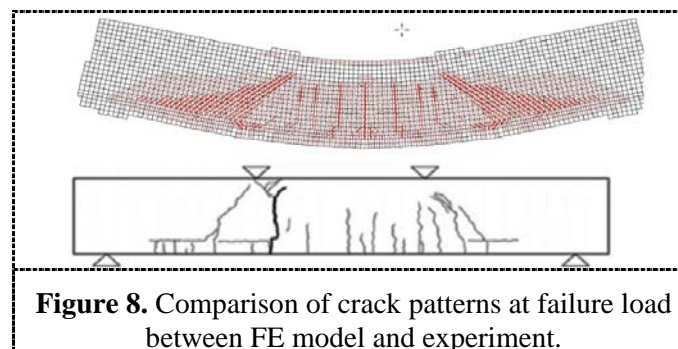 Figure 8. Comparison of crack patterns at failure load
between FE model and experiment.